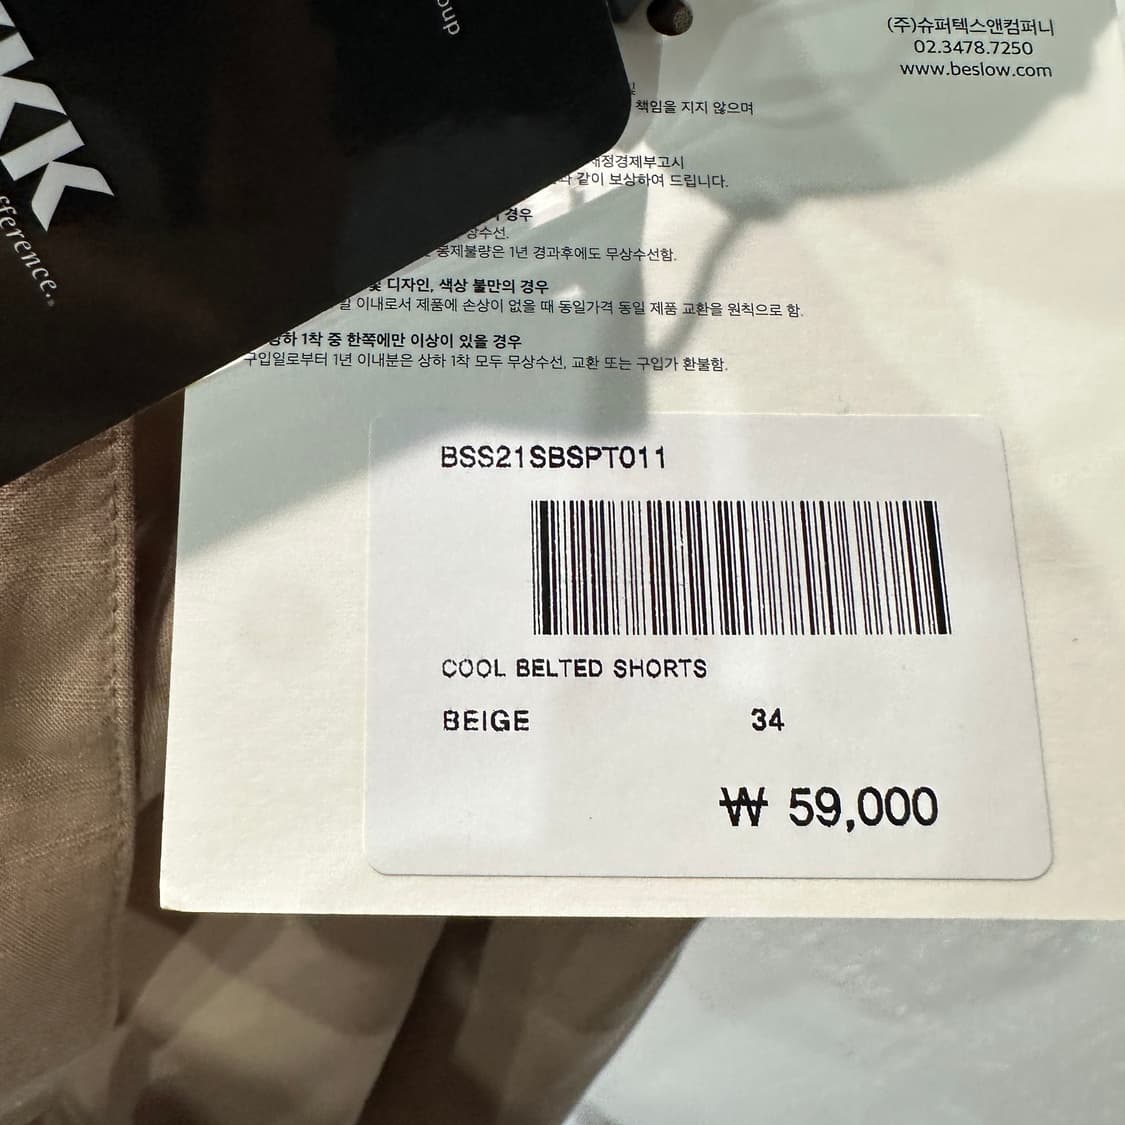 (주)슈퍼텍스앤컴퍼니
02.3478.7250
www.beslow.com
oup
KK
fference.
책임을 지지 않으며
재정경제부고시
같이 보상하여 드립니다.
경우
상수선.
봉제불량은 1년 경과후에도 무상수선함.
및 디자인, 색상 불만의 경우
일 이내로서 제품에 손상이 없을 때 동일가격 동일 제품 교환을 원칙으로 함.
상하 1착 중 한쪽에만 이상이 있을 경우
구입일로부터 1년 이내분은 상하 1착 모두 무상수선, 교환 또는 구입가 환불함.
BSS21SBSPT011
COOL BELTED SHORTS
BEIGE 34
₩ 59,000